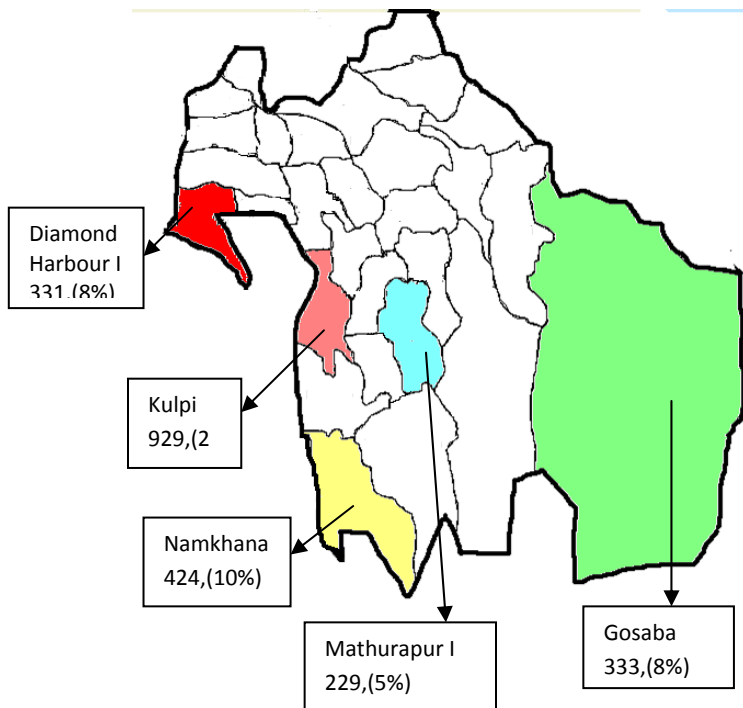 Diamond
Harbour I
331,(8%)
Kulpi
929,(2
Namkhana
424,(10%)
Mathurapur I
229,(5%)
Gosaba
333,(8%)